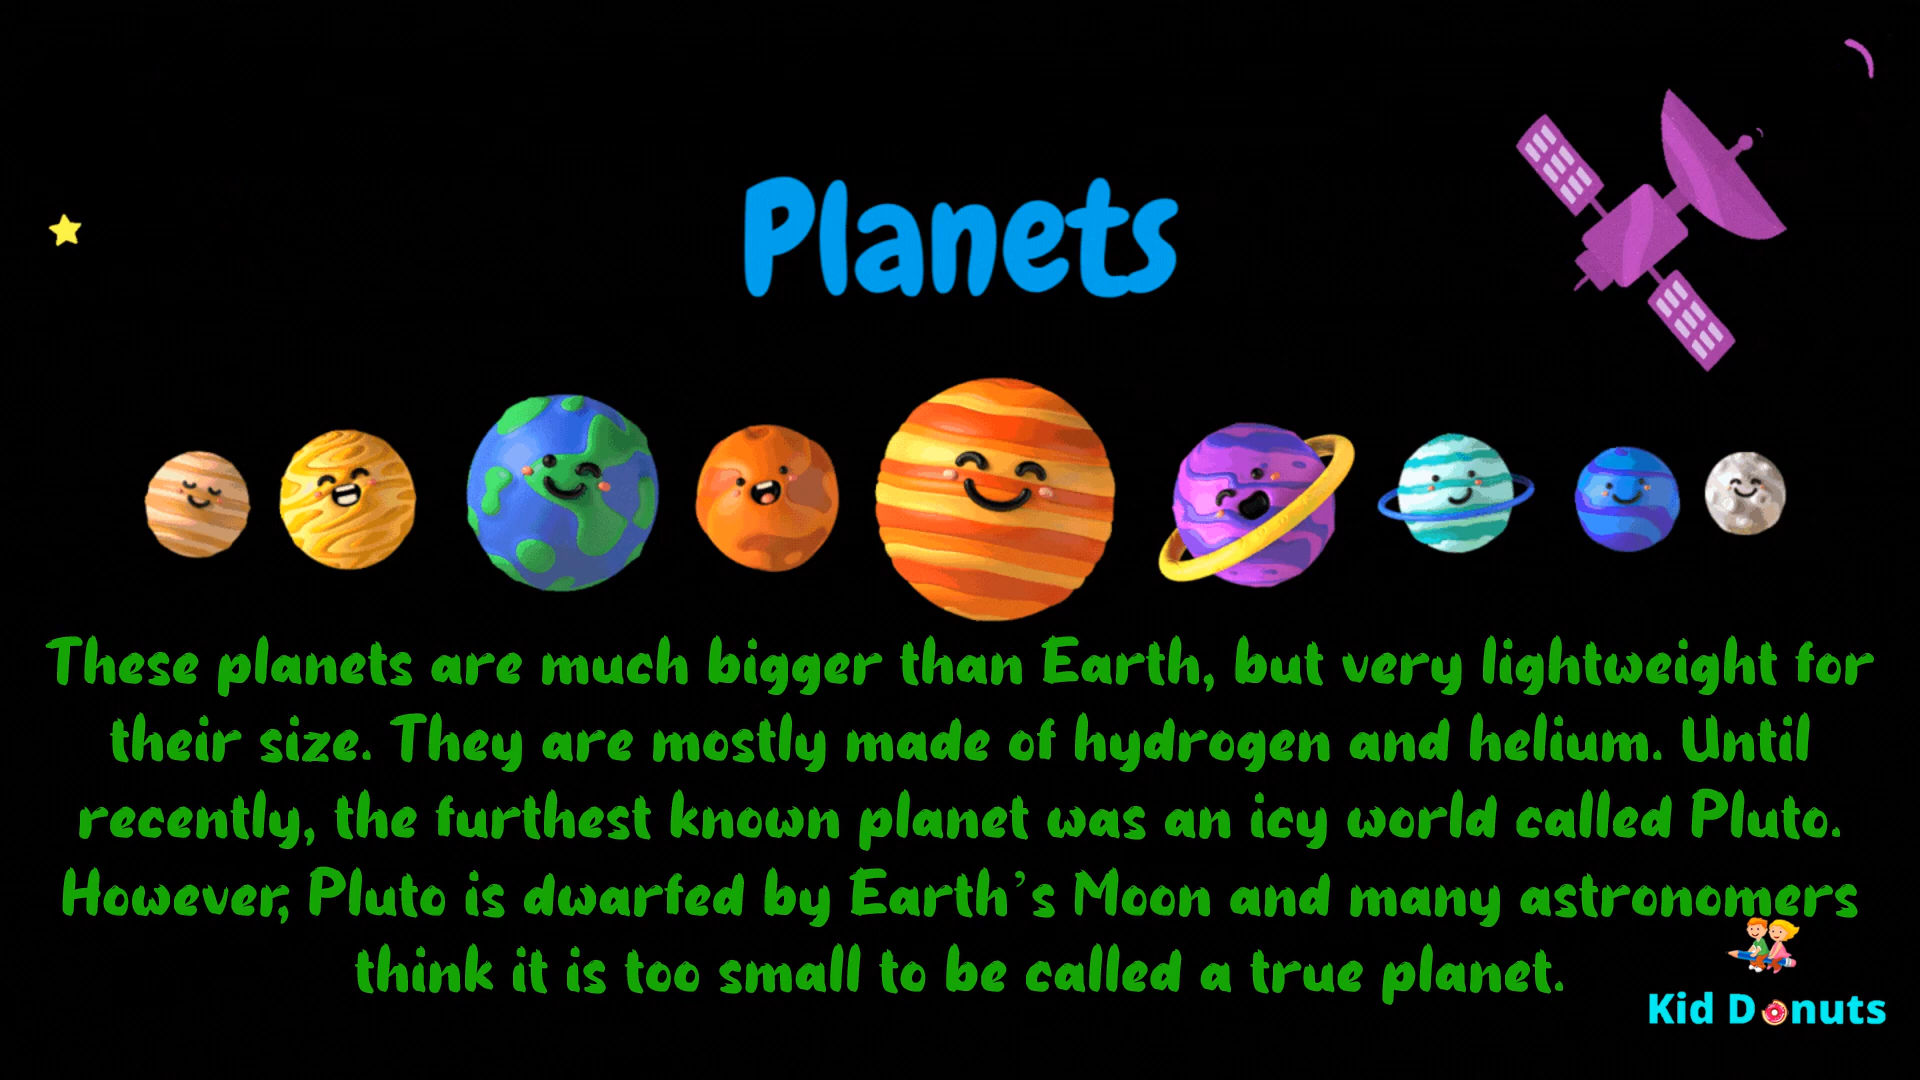 Planets
These planets are much bigger than Earth, but very lightweight for
their size. They are mostly made of hydrogen and helium. Until
recently, the furthest known planet was an icy world called Pluto.
However, Pluto is dwarfed by Earth's Moon and many astronomers
think it is too small to be called a true planet.
Kid Donuts